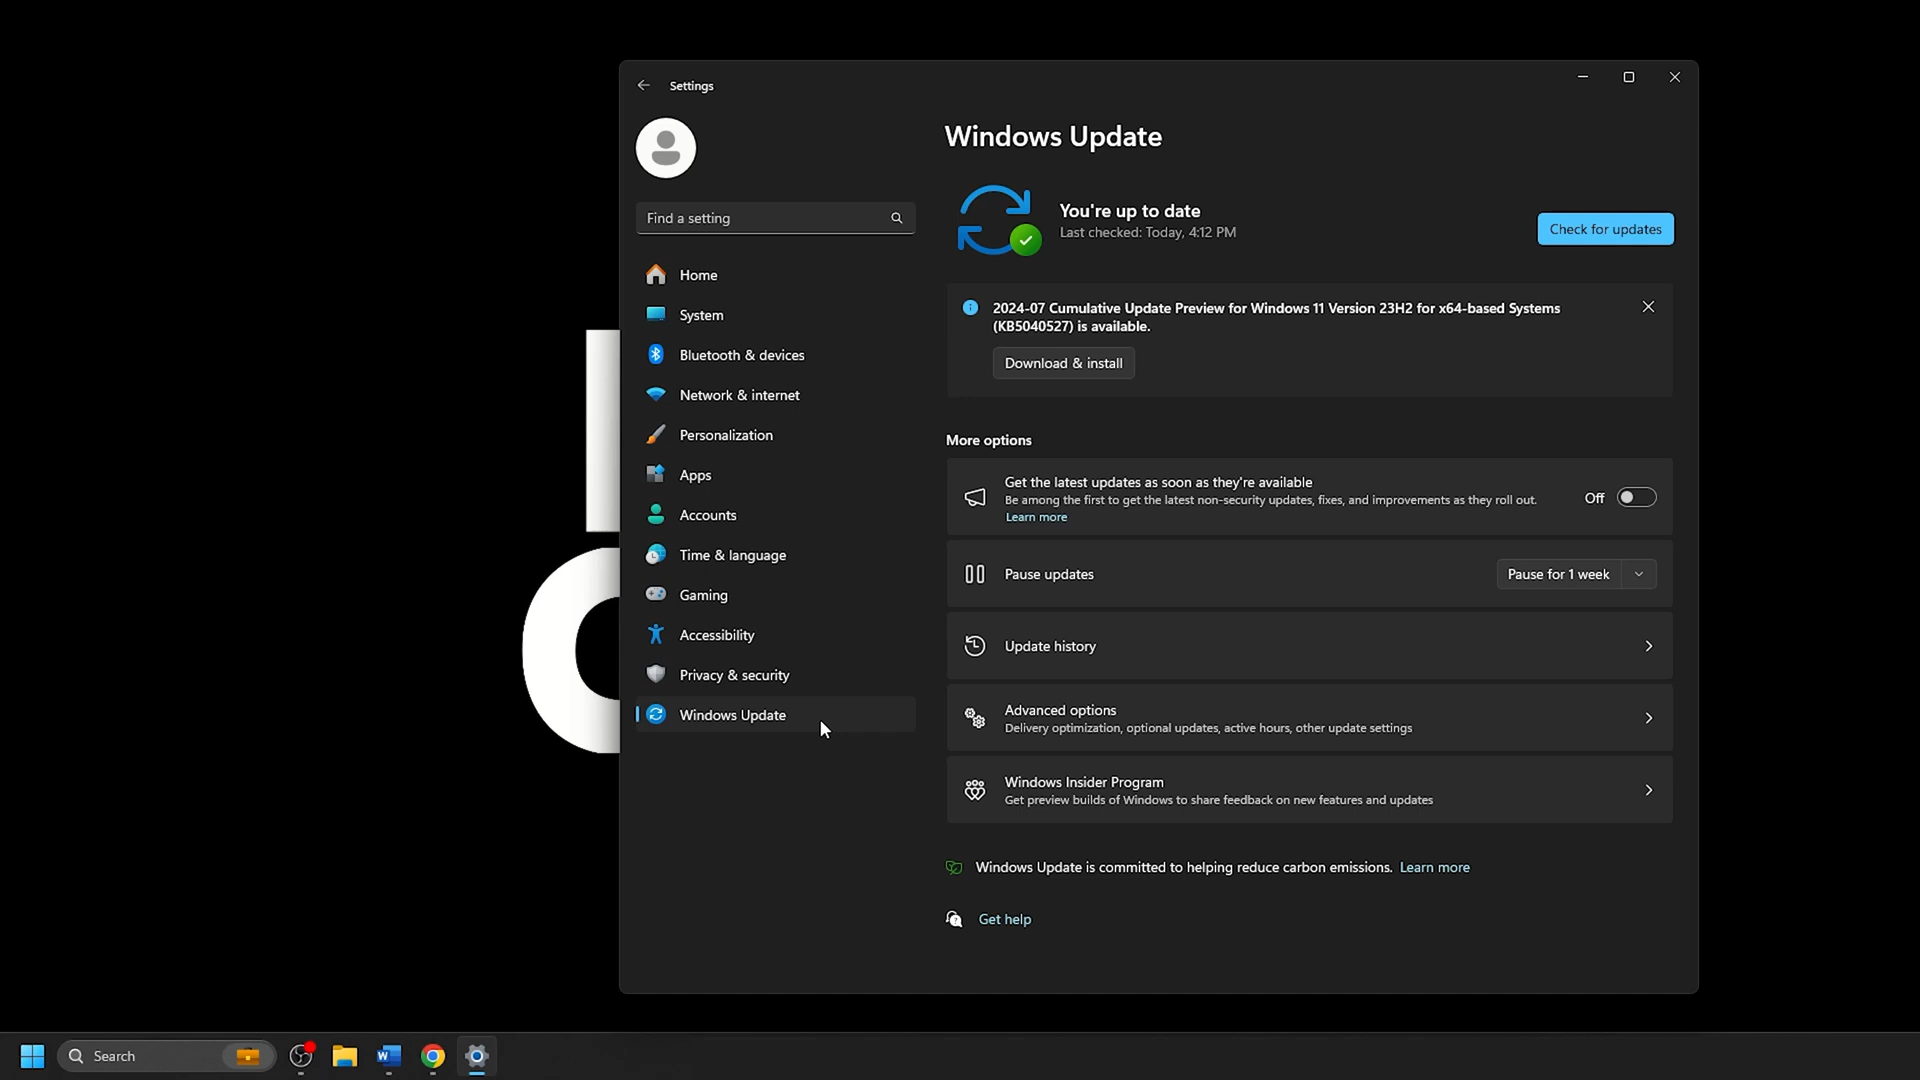 Settings
Find a setting
Home
System
Bluetooth & devices
Network & internet
Personalization
Apps
Accounts
Time & language
Gaming
Accessibility
Privacy & security
Windows Update
Windows Update
You're up to date
Last checked: Today, 4:12 PM
Check for updates
2024-07 Cumulative Update Preview for Windows 11 Version 23H2 for x64-based Systems
(KB5040527) is available.
Download & install
More options
Get the latest updates as soon as they're available
Be among the first to get the latest non-security updates, fixes, and improvements as they roll out.
Learn more
Off
Pause updates
Pause for 1 week
Update history
Advanced options
Delivery optimization, optional updates, active hours, other update settings
Windows Insider Program
Get preview builds of Windows to share feedback on new features and updates
Windows Update is committed to helping reduce carbon emissions. Learn more
Get help
Search